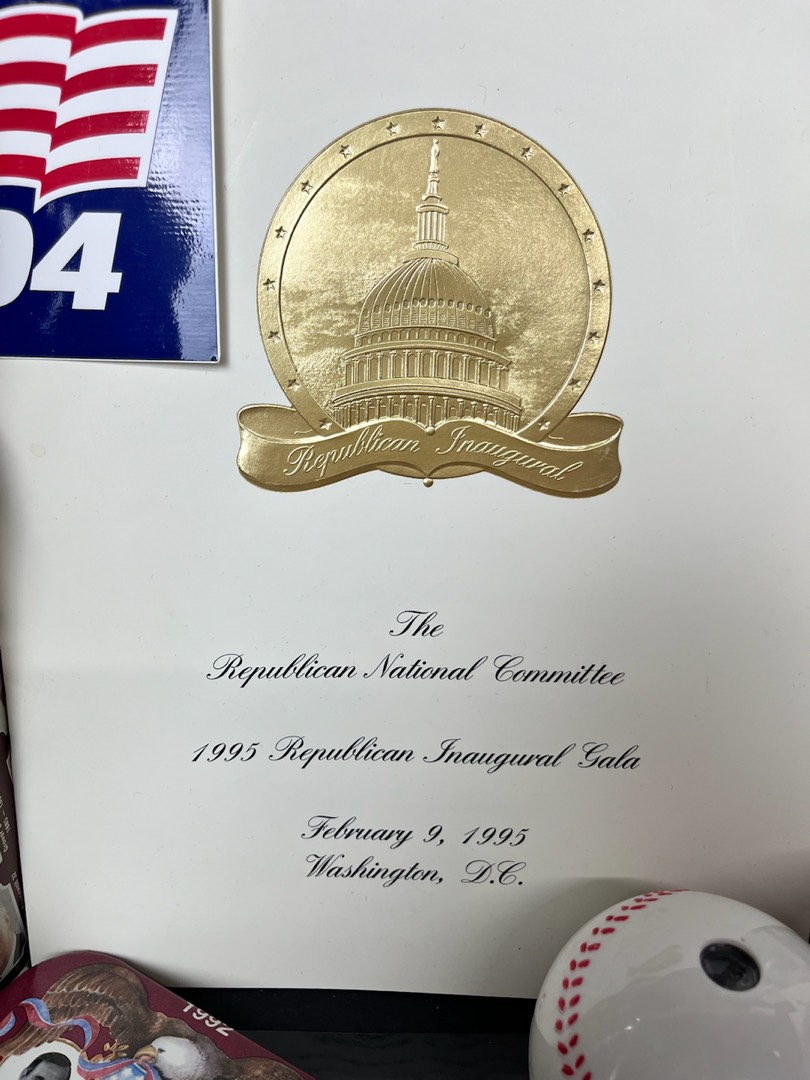 04
Republican Inaugural
The
Republican National Committee
1995 Republican Inaugural Gala
February 9, 1995
Washington, D.C.
1992